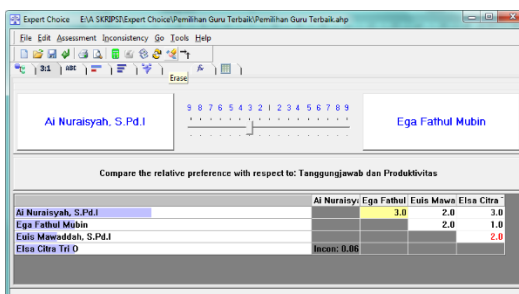 Expert Choice    E:\A SKRIPSI\Expert Choice\Pemilihan Guru Terbaik\Pemilihan Guru Terbaik.ahp
File Edit Assessment Inconsistency Go Tools Help
3:1 ABC
Erase
9 8 7 6 5 4 3 2 1 2 3 4 5 6 7 8 9
Ai Nuraisyah, S.Pd.I
Ega Fathul Mubin
Compare the relative preference with respect to: Tanggungjawab dan Produktivitas
Ai Nuraisy Ega Fathul Euis Mawa Elsa Citra
Ai Nuraisyah, S.Pd.I 3.0 2.0 3.0
Ega Fathul Mubin 2.0 1.0
Euis Mawaddah, S.Pd.I 2.0
Elsa Citra Tri O Incon: 0.06